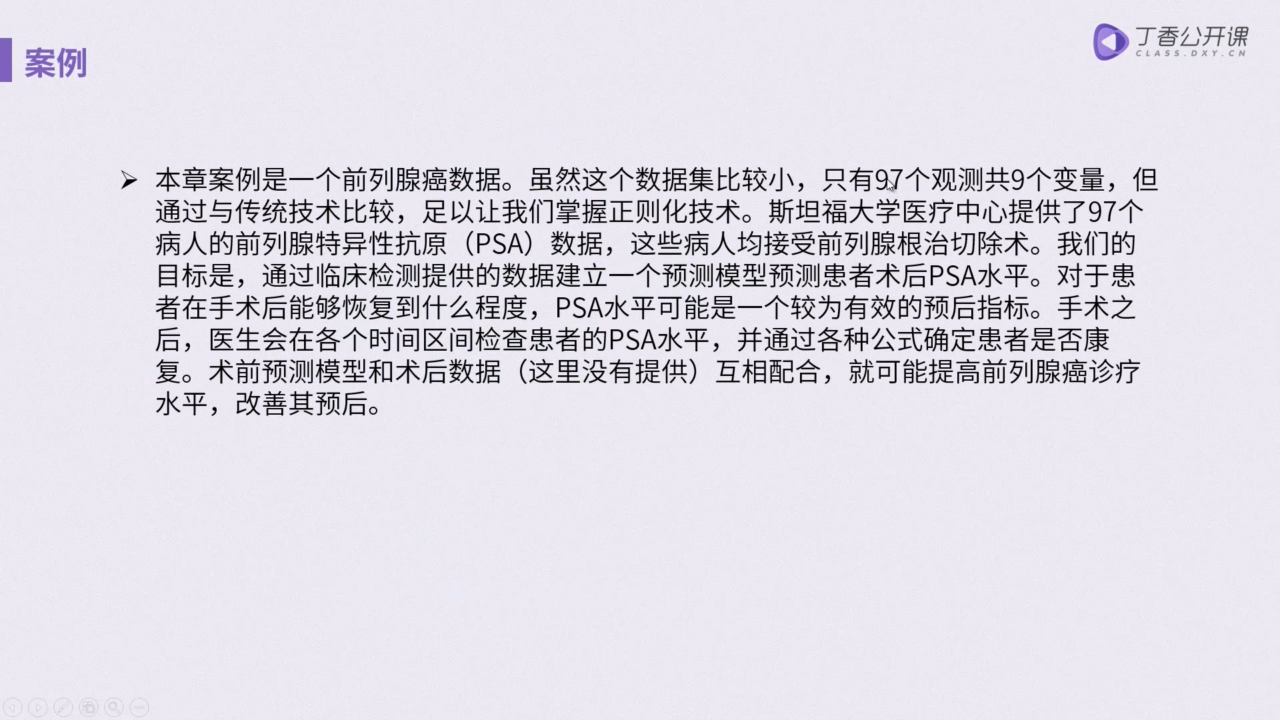 案例
丁香公开课
CLASS.DXY.CN
本章案例是一个前列腺癌数据。虽然这个数据集比较小，只有97个观测共9个变量，但
通过与传统技术比较，足以让我们掌握正则化技术。斯坦福大学医疗中心提供了97个
病人的前列腺特异性抗原（PSA）数据，这些病人均接受前列腺根治切除术。我们的
目标是，通过临床检测提供的数据建立一个预测模型预测患者术后PSA水平。对于患
者在手术后能够恢复到什么程度，PSA水平可能是一个较为有效的预后指标。手术之
后，医生会在各个时间区间检查患者的PSA水平，并通过各种公式确定患者是否康
复。术前预测模型和术后数据（这里没有提供）互相配合，就可能提高前列腺癌诊疗
水平，改善其预后。